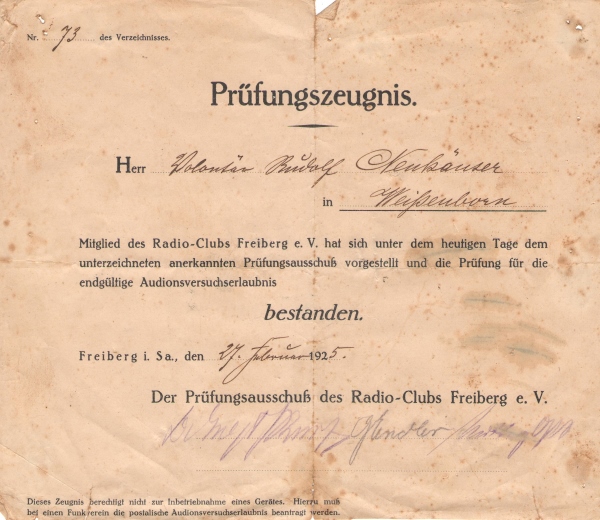 Nr. 73 des Verzeichnisses.
Prüfungszeugnis.
Herr Volontär Rudolf Neuhäuser
in Weißenborn
Mitglied des Radio-Clubs Freiberg e. V. hat sich unter dem heutigen Tage dem
unterzeichneten anerkannten Prüfungsausschuß vorgestellt und die Prüfung für die
endgültige Audionsversuchserlaubnis
bestanden.
Freiberg i. Sa., den 27. Februar 1925.
Der Prüfungsausschuß des Radio-Clubs Freiberg e. V.
Dieses Zeugnis berechtigt nicht zur Inbetriebnahme eines Gerätes. Hierzu muß
bei einen Funkverein die postalische Audionsversuchserlaubnis beantragt werden.